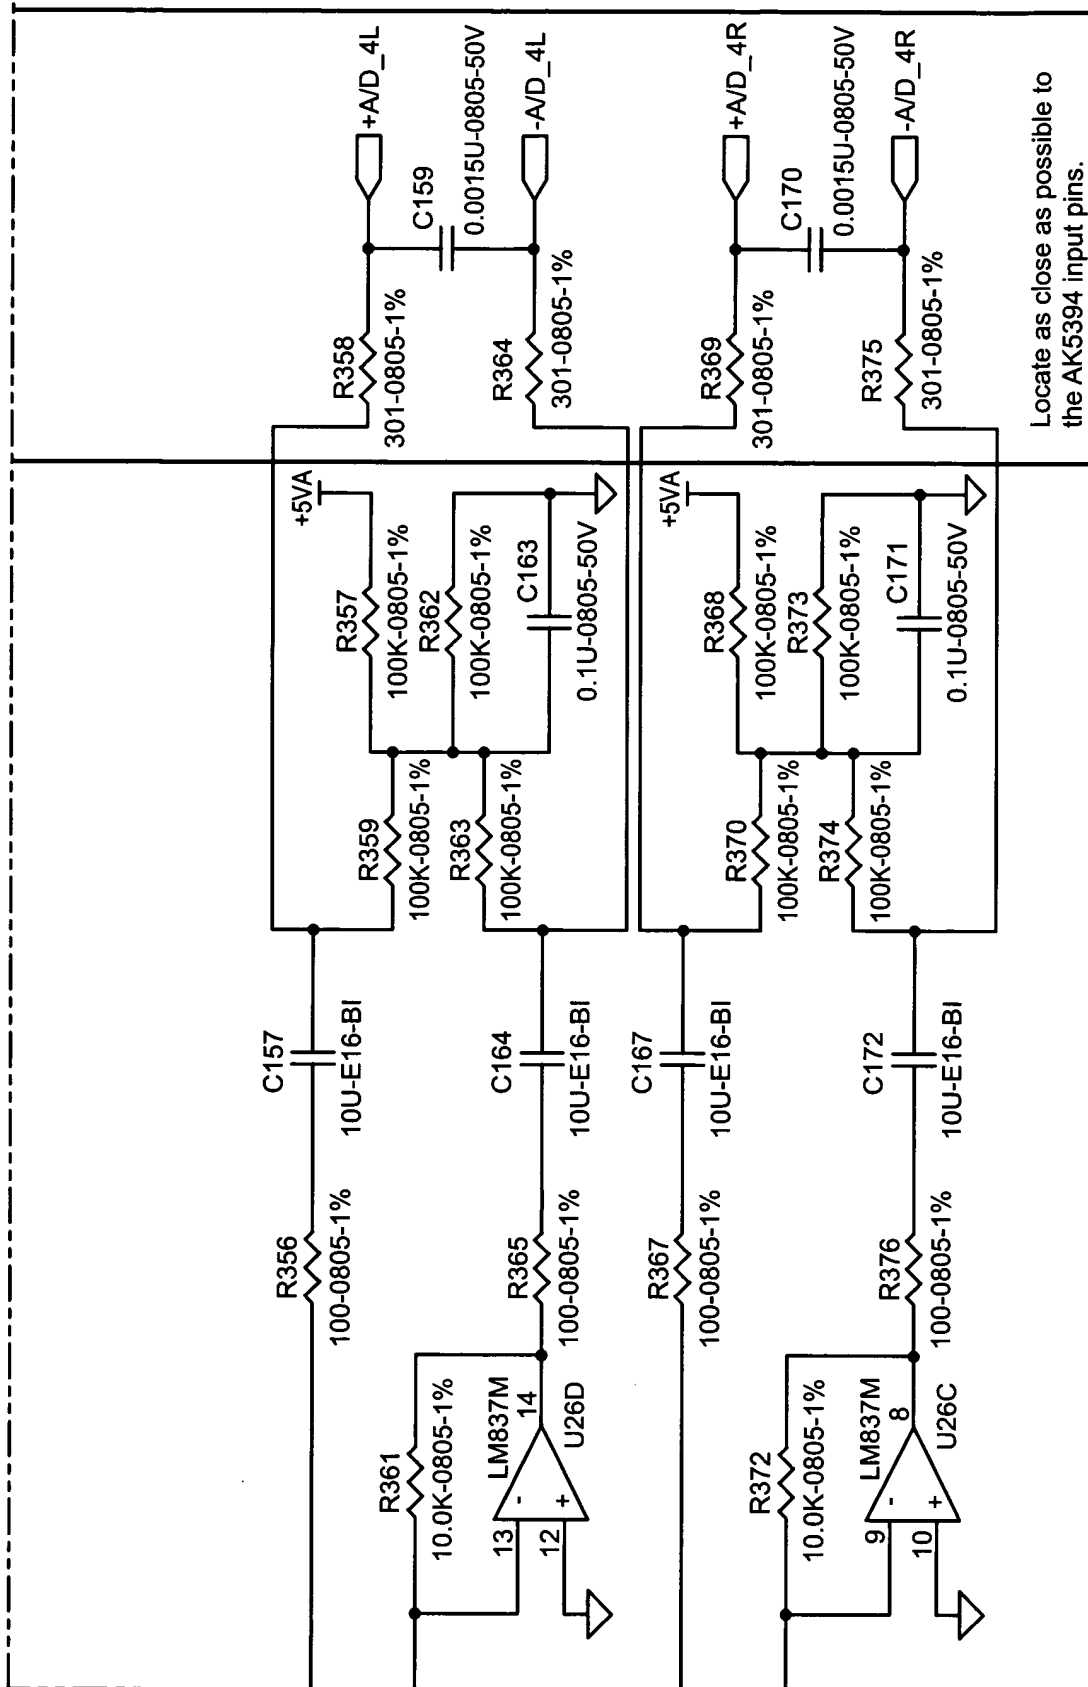 +A/D_4L
C159
0.0015U-0805-50V
-A/D_4L
R358
301-0805-1%
R364
301-0805-1%
+5VA
R357
100K-0805-1%
R362
100K-0805-1%
C163
0.1U-0805-50V
R359
100K-0805-1%
R363
100K-0805-1%
C157
10U-E16-BI
C164
10U-E16-BI
R356
100-0805-1%
R365
100-0805-1%
R361
10.0K-0805-1%
LM837M
14
U26D
-
+
13
12
+A/D_4R
C170
0.0015U-0805-50V
-A/D_4R
R369
301-0805-1%
R375
301-0805-1%
+5VA
R368
100K-0805-1%
R373
100K-0805-1%
C171
0.1U-0805-50V
R370
100K-0805-1%
R374
100K-0805-1%
C167
10U-E16-BI
C172
10U-E16-BI
R367
100-0805-1%
R376
100-0805-1%
R372
10.0K-0805-1%
LM837M
8
U26C
-
+
9
10
Locate as close as possible to
the AK5394 input pins.